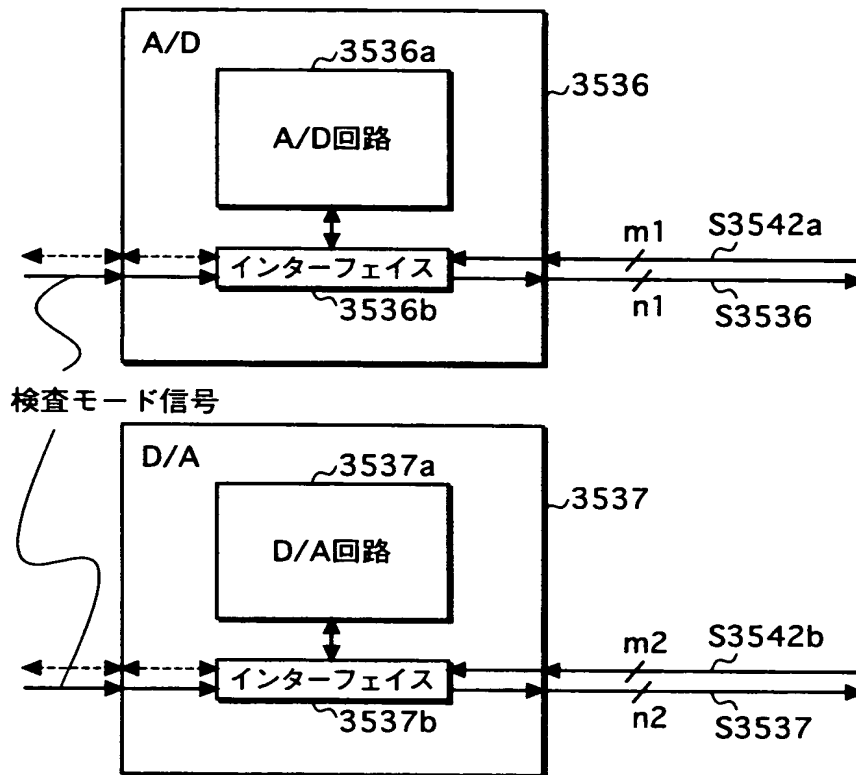 A/D
3536a
3536
A/D回路
m1
S3542a
インターフェイス
3536b
n1
S3536
検査モード信号
D/A
3537a
3537
D/A回路
m2
S3542b
インターフェイス
3537b
n2
S3537